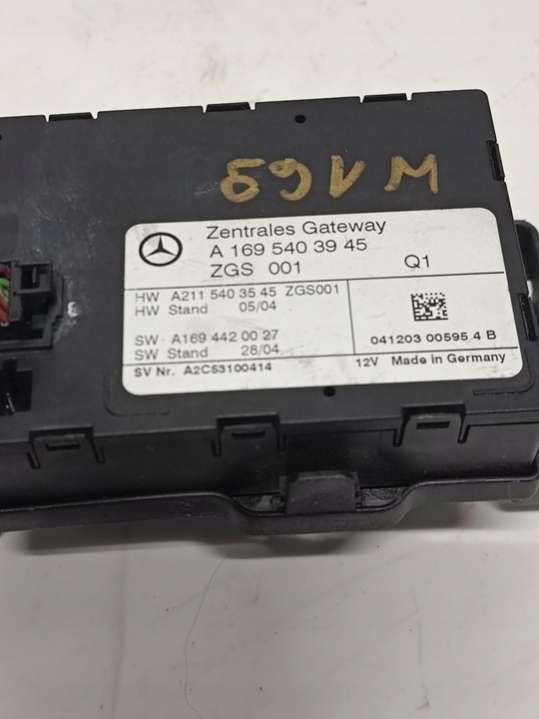 W169
Zentrales Gateway
A 169 540 39 45
ZGS 001 Q1
HW A211 540 35 45 ZGS001
HW Stand 05/04
SW A169 442 00 27
SW Stand 28/04
041203 00595 4 B
SV Nr. A2C53100414
12V Made in Germany